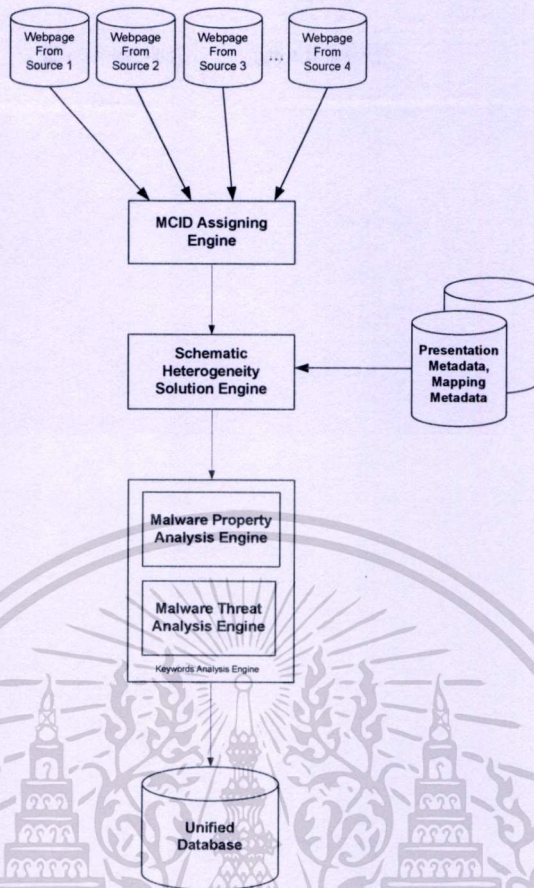 Webpage
From
Source 1
Webpage
From
Source 2
Webpage
From
Source 3
...
Webpage
From
Source 4
MCID Assigning
Engine
Schematic
Heterogeneity
Solution Engine
Presentation
Metadata,
Mapping
Metadata
Malware Property
Analysis Engine
Malware Threat
Analysis Engine
Keywords Analysis Engine
Unified
Database